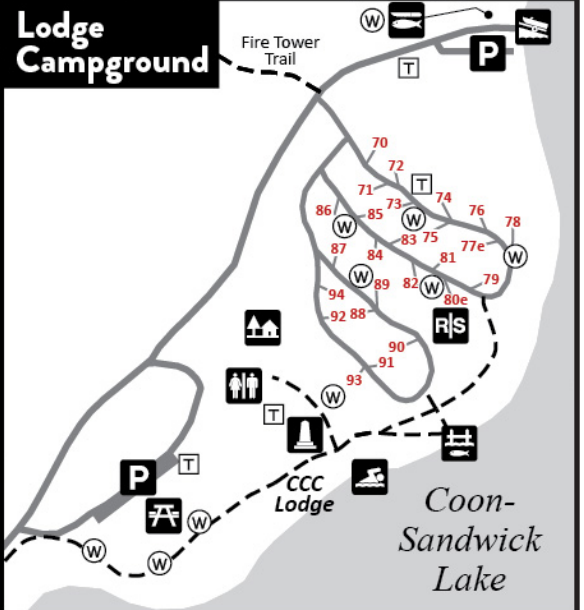 Lodge
Campground
Fire Tower
Trail
W
P
T
70
72
T
71
73
74
76
78
86
W
85
W
75
77e
W
83
87
84
81
W
89
82
W
79
80e
94
92
88
R|S
90
91
93
W
T
CCC
Lodge
P
T
W
W
W
Coon-
Sandwick
Lake